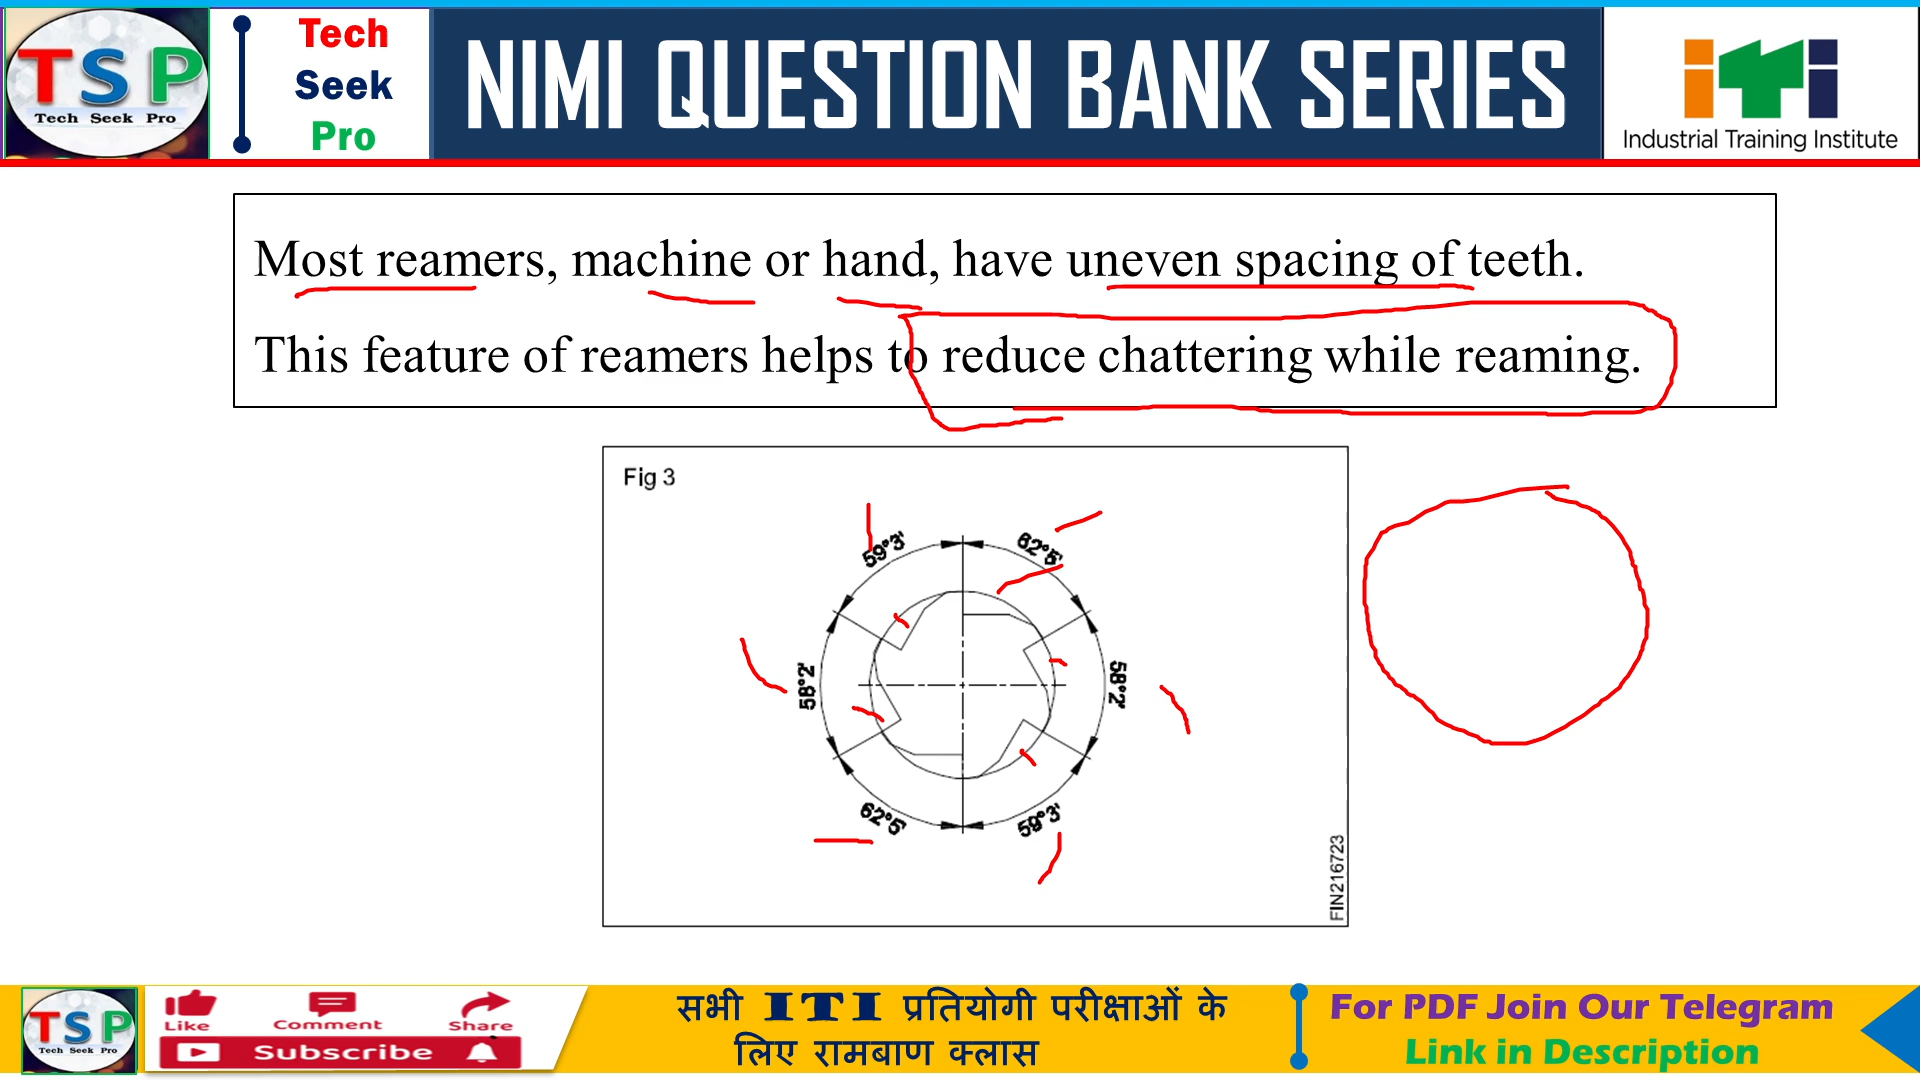 TSP
Tech Seek Pro
Tech
Seek
Pro
NIMI QUESTION BANK SERIES
iTi
Industrial Training Institute
Most reamers, machine or hand, have uneven spacing of teeth.
This feature of reamers helps to reduce chattering while reaming.
Fig 3
59°3'
62°5'
58°2'
58°2'
62°5'
59°3'
FIN216723
TSP
Tech Seek Pro
Like
Comment
Share
Subscribe
सभी ITI प्रतियोगी परीक्षाओं के
लिए रामबाण क्लास
For PDF Join Our Telegram
Link in Description